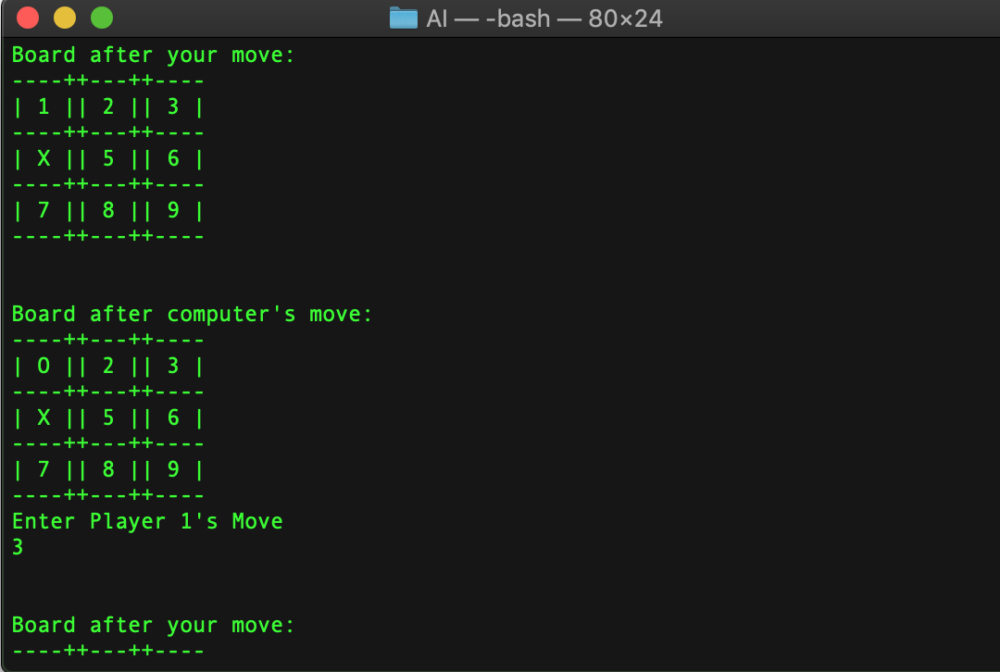 AI — -bash — 80×24
Board after your move:
----++---++----
| 1 || 2 || 3 |
----++---++----
| X || 5 || 6 |
----++---++----
| 7 || 8 || 9 |
----++---++----
Board after computer's move:
----++---++----
| O || 2 || 3 |
----++---++----
| X || 5 || 6 |
----++---++----
| 7 || 8 || 9 |
----++---++----
Enter Player 1's Move
3
Board after your move:
----++---++----